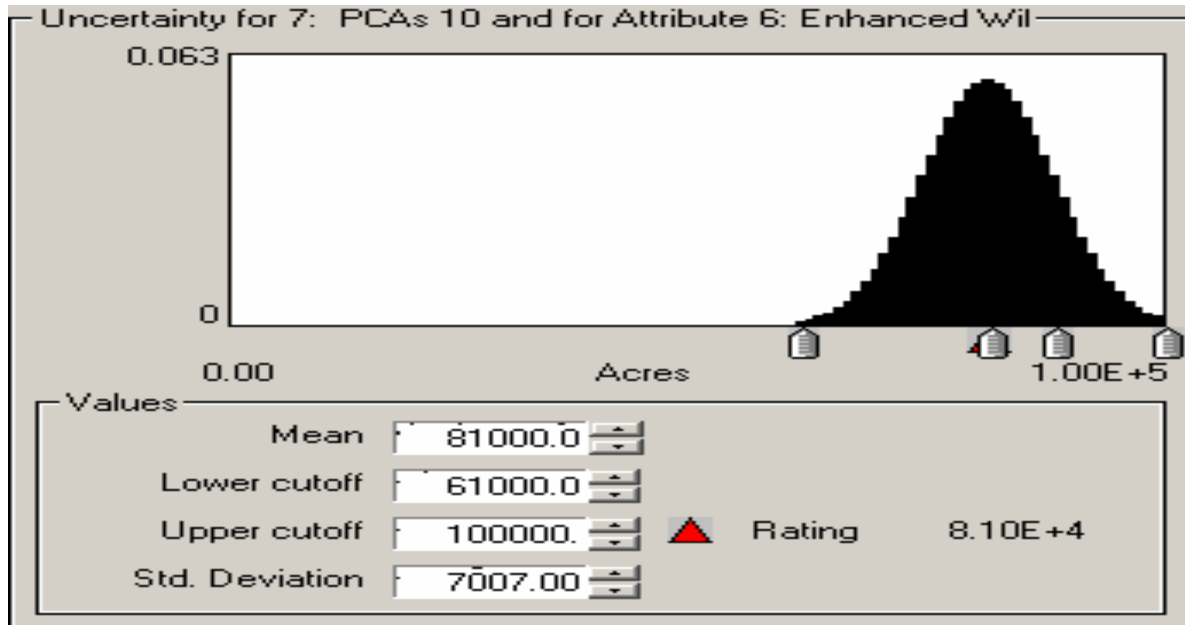 Uncertainty for 7: PCAs 10 and for Attribute 6: Enhanced Wil
0.063
0
0.00 Acres 1.00E+5
Values
Mean 81000.0
Lower cutoff 61000.0
Upper cutoff 100000. Rating 8.10E+4
Std. Deviation 7007.00